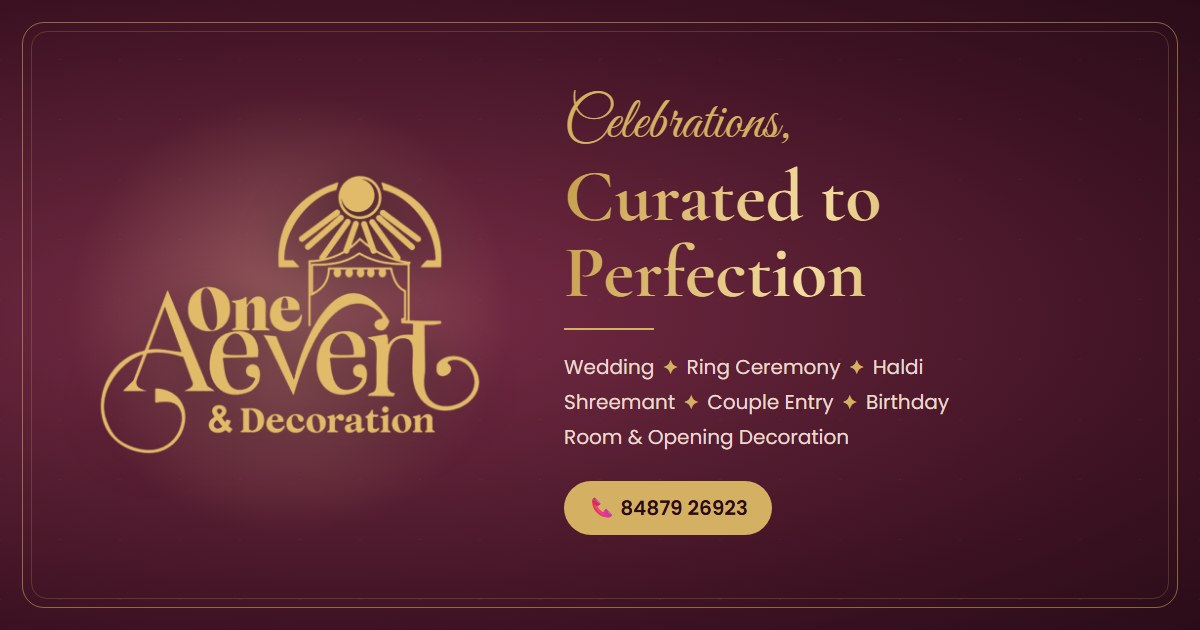 One
Aevent
& Decoration
Celebrations,
Curated to
Perfection
Wedding ✦ Ring Ceremony ✦ Haldi
Shreemant ✦ Couple Entry ✦ Birthday
Room & Opening Decoration
84879 26923